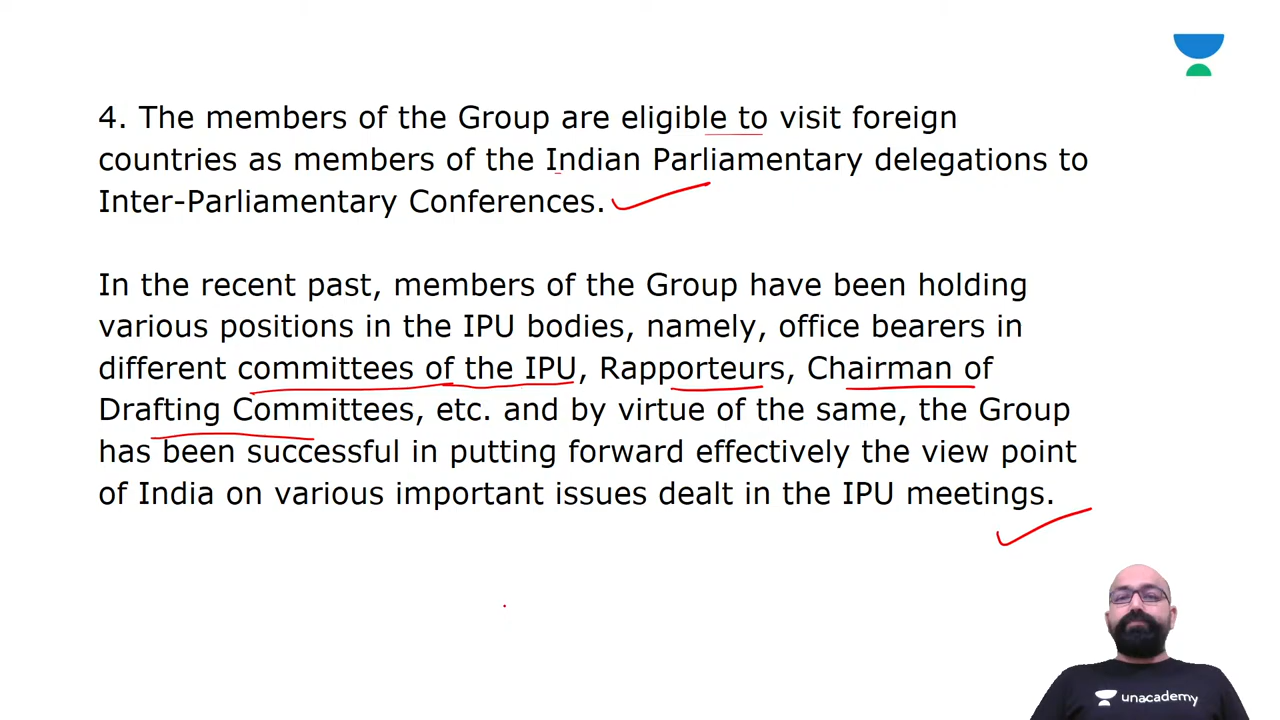 4. The members of the Group are eligible to visit foreign
countries as members of the Indian Parliamentary delegations to
Inter-Parliamentary Conferences.
In the recent past, members of the Group have been holding
various positions in the IPU bodies, namely, office bearers in
different committees of the IPU, Rapporteurs, Chairman of
Drafting Committees, etc. and by virtue of the same, the Group
has been successful in putting forward effectively the view point
of India on various important issues dealt in the IPU meetings.
unacademy